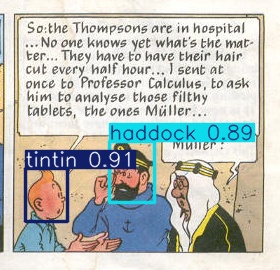 So: the Thompsons are in hospital
... No one knows yet what's the mat-
ter... They have to have their hair
cut every half hour... I sent at
once to Professor Calculus, to ask
him to analyse those filthy
tablets, the ones Müller...
haddock 0.89
Müller?
tintin 0.91